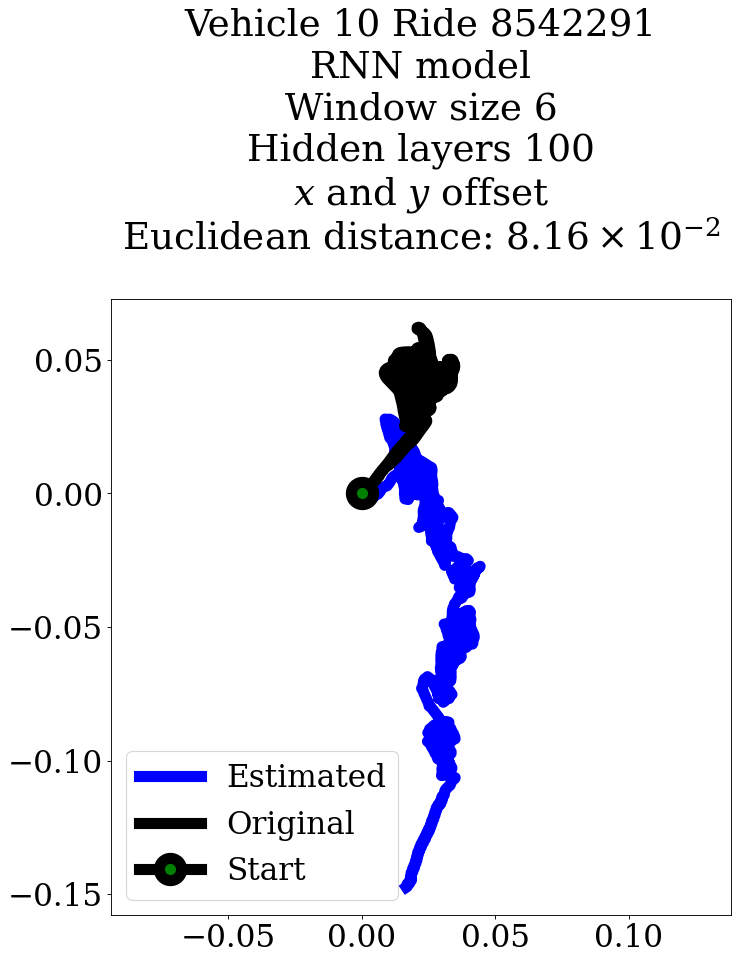 Vehicle 10 Ride 8542291
RNN model
Window size 6
Hidden layers 100
x and y offset
Euclidean distance: 8.16 × 10⁻²
0.05
0.00
−0.05
−0.10
−0.15
Estimated
Original
Start
−0.05 0.00 0.05 0.10